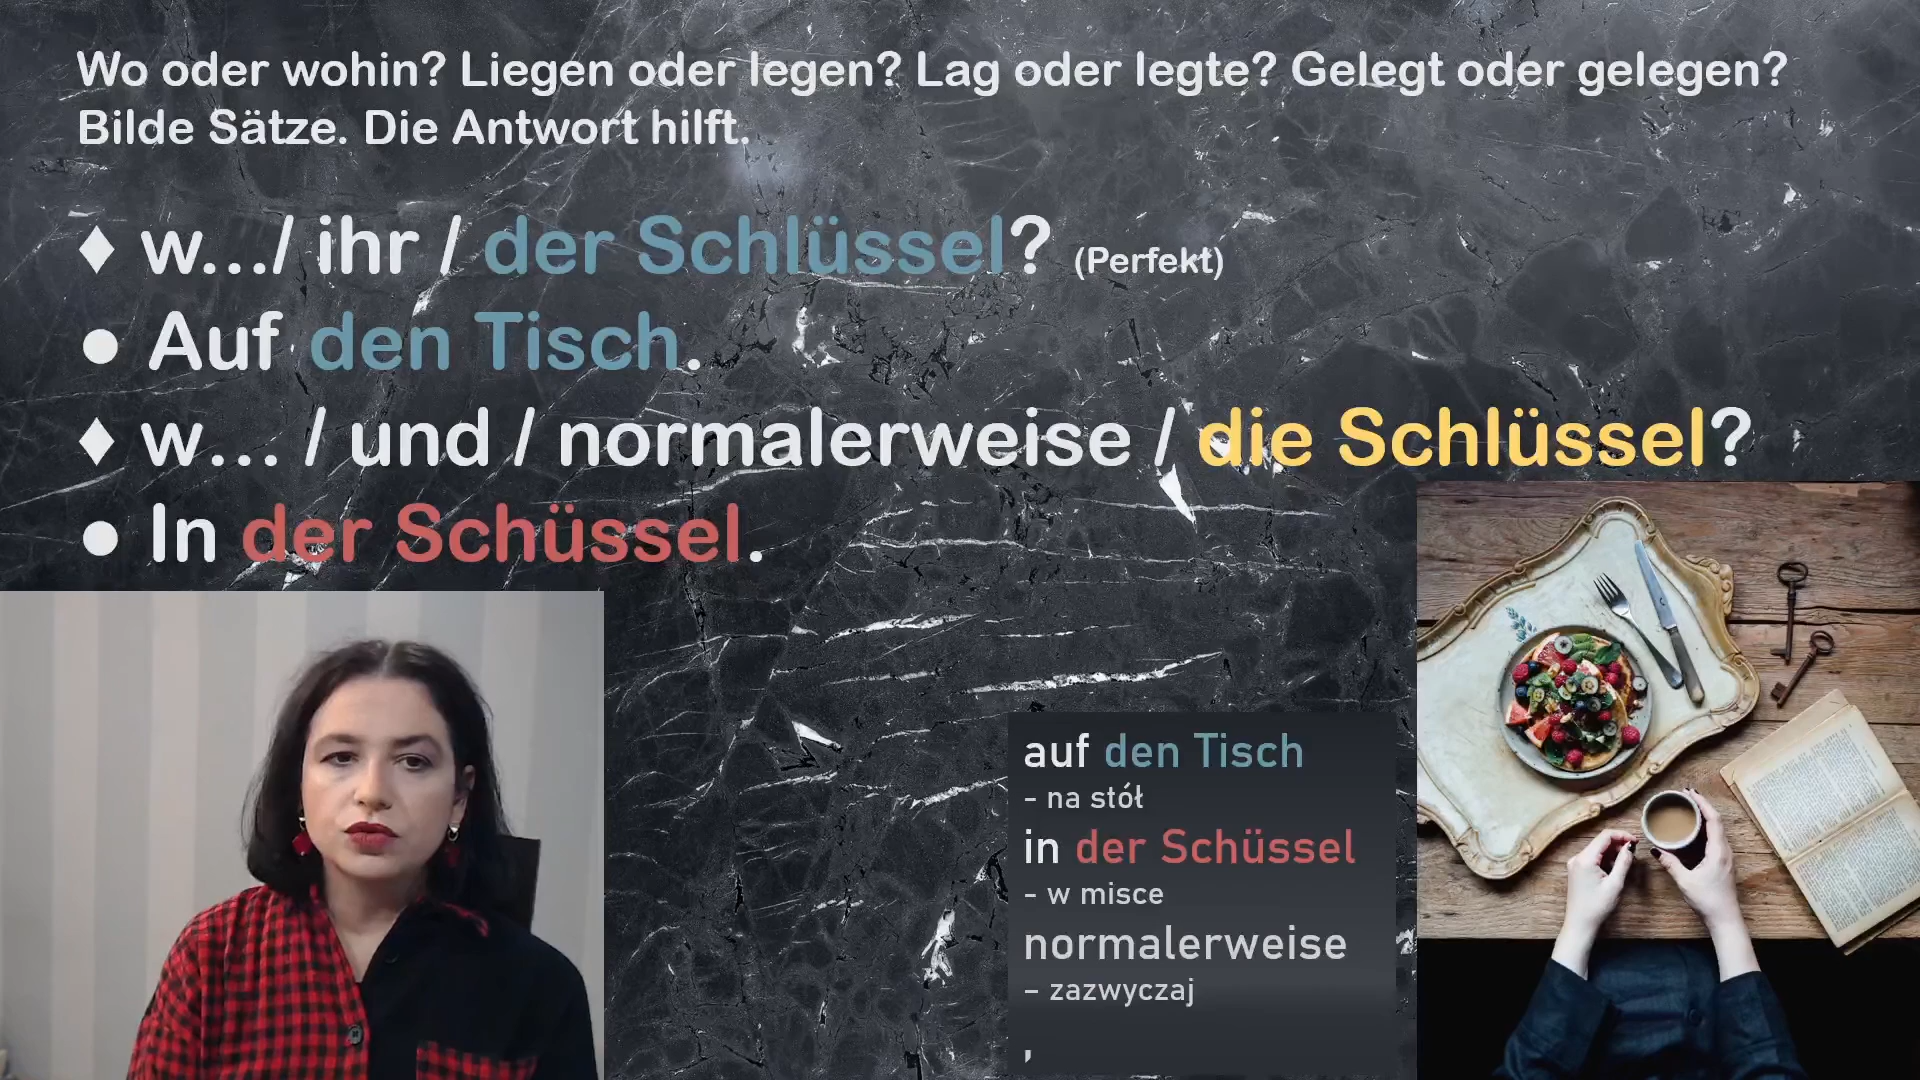 Wo oder wohin? Liegen oder legen? Lag oder legte? Gelegt oder gelegen?
Bilde Sätze. Die Antwort hilft.
♦ w…/ ihr / der Schlüssel? (Perfekt)
● Auf den Tisch.
♦ w… / und / normalerweise / die Schlüssel?
● In der Schüssel.
auf den Tisch
- na stół
in der Schüssel
- w misce
normalerweise
– zazwyczaj
,